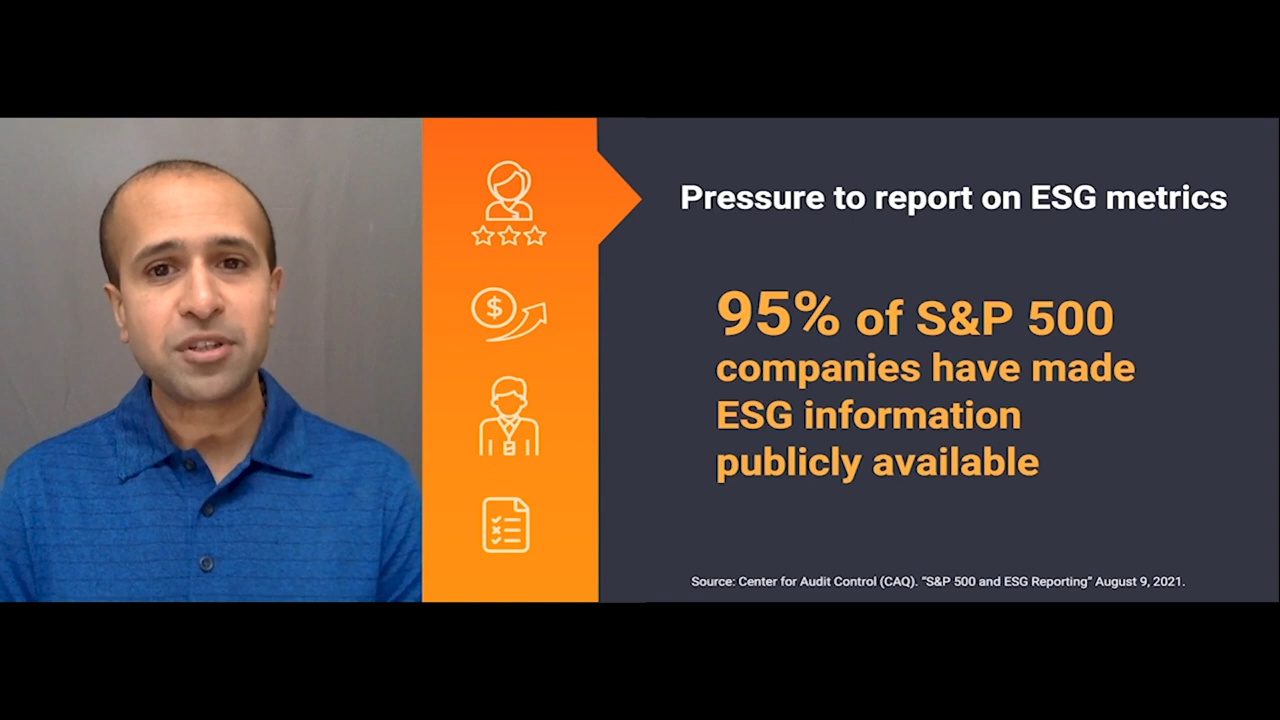 Pressure to report on ESG metrics
95% of S&P 500
companies have made
ESG information
publicly available
Source: Center for Audit Control (CAQ). “S&P 500 and ESG Reporting” August 9, 2021.